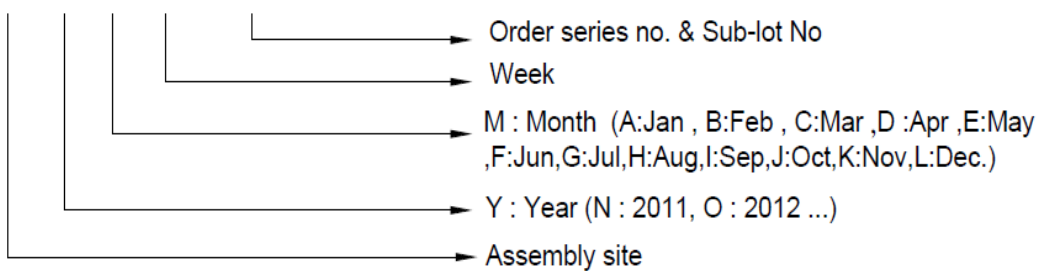 Order series no. & Sub-lot No
Week
M : Month  (A:Jan , B:Feb , C:Mar ,D :Apr ,E:May
,F:Jun,G:Jul,H:Aug,I:Sep,J:Oct,K:Nov,L:Dec.)
Y : Year (N : 2011, O : 2012 ...)
Assembly site